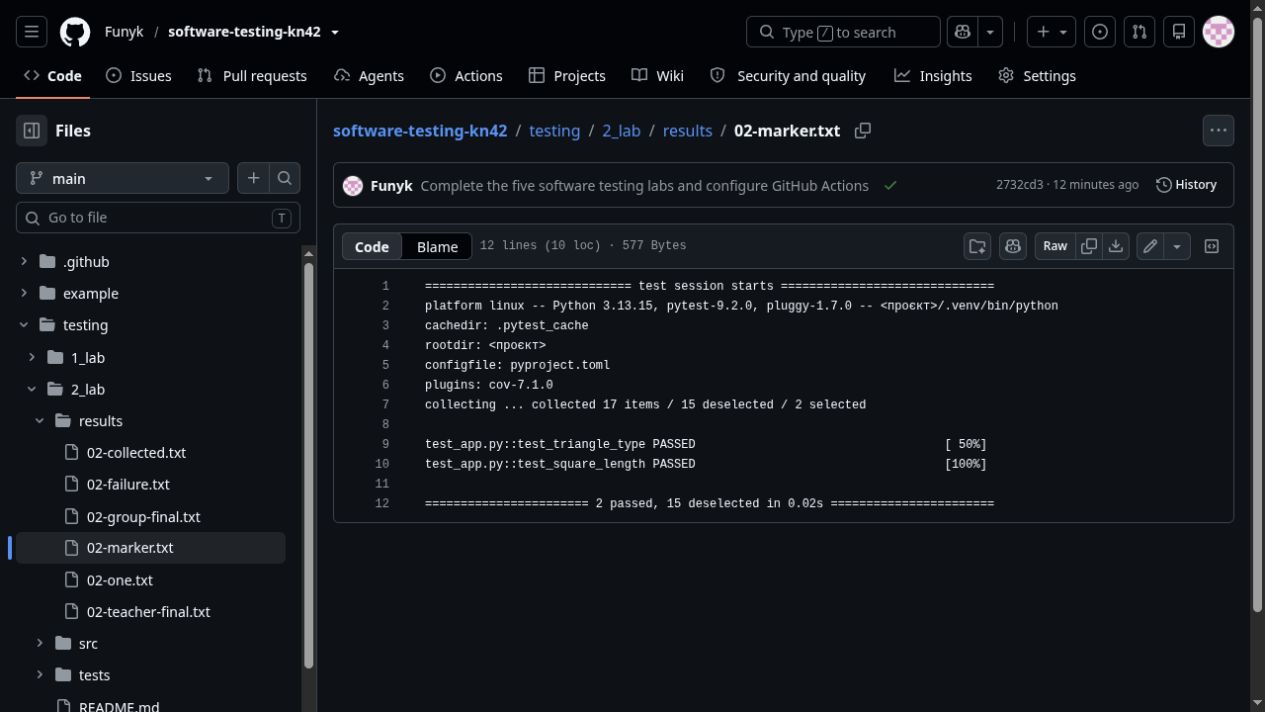 Funyk / software-testing-kn42
Type / to search
Code Issues Pull requests Agents Actions Projects Wiki Security and quality Insights Settings
Files
main
Go to file T
.github
example
testing
1_lab
2_lab
results
02-collected.txt
02-failure.txt
02-group-final.txt
02-marker.txt
02-one.txt
02-teacher-final.txt
src
tests
README.md
software-testing-kn42 / testing / 2_lab / results / 02-marker.txt
Funyk Complete the five software testing labs and configure GitHub Actions 2732cd3 · 12 minutes ago History
Code Blame 12 lines (10 loc) · 577 Bytes Raw
1 ============================= test session starts ==============================
2 platform linux -- Python 3.13.15, pytest-9.2.0, pluggy-1.7.0 -- <проєкт>/.venv/bin/python
3 cachedir: .pytest_cache
4 rootdir: <проєкт>
5 configfile: pyproject.toml
6 plugins: cov-7.1.0
7 collecting ... collected 17 items / 15 deselected / 2 selected
8
9 test_app.py::test_triangle_type PASSED [ 50%]
10 test_app.py::test_square_length PASSED [100%]
11
12 ======================= 2 passed, 15 deselected in 0.02s =======================